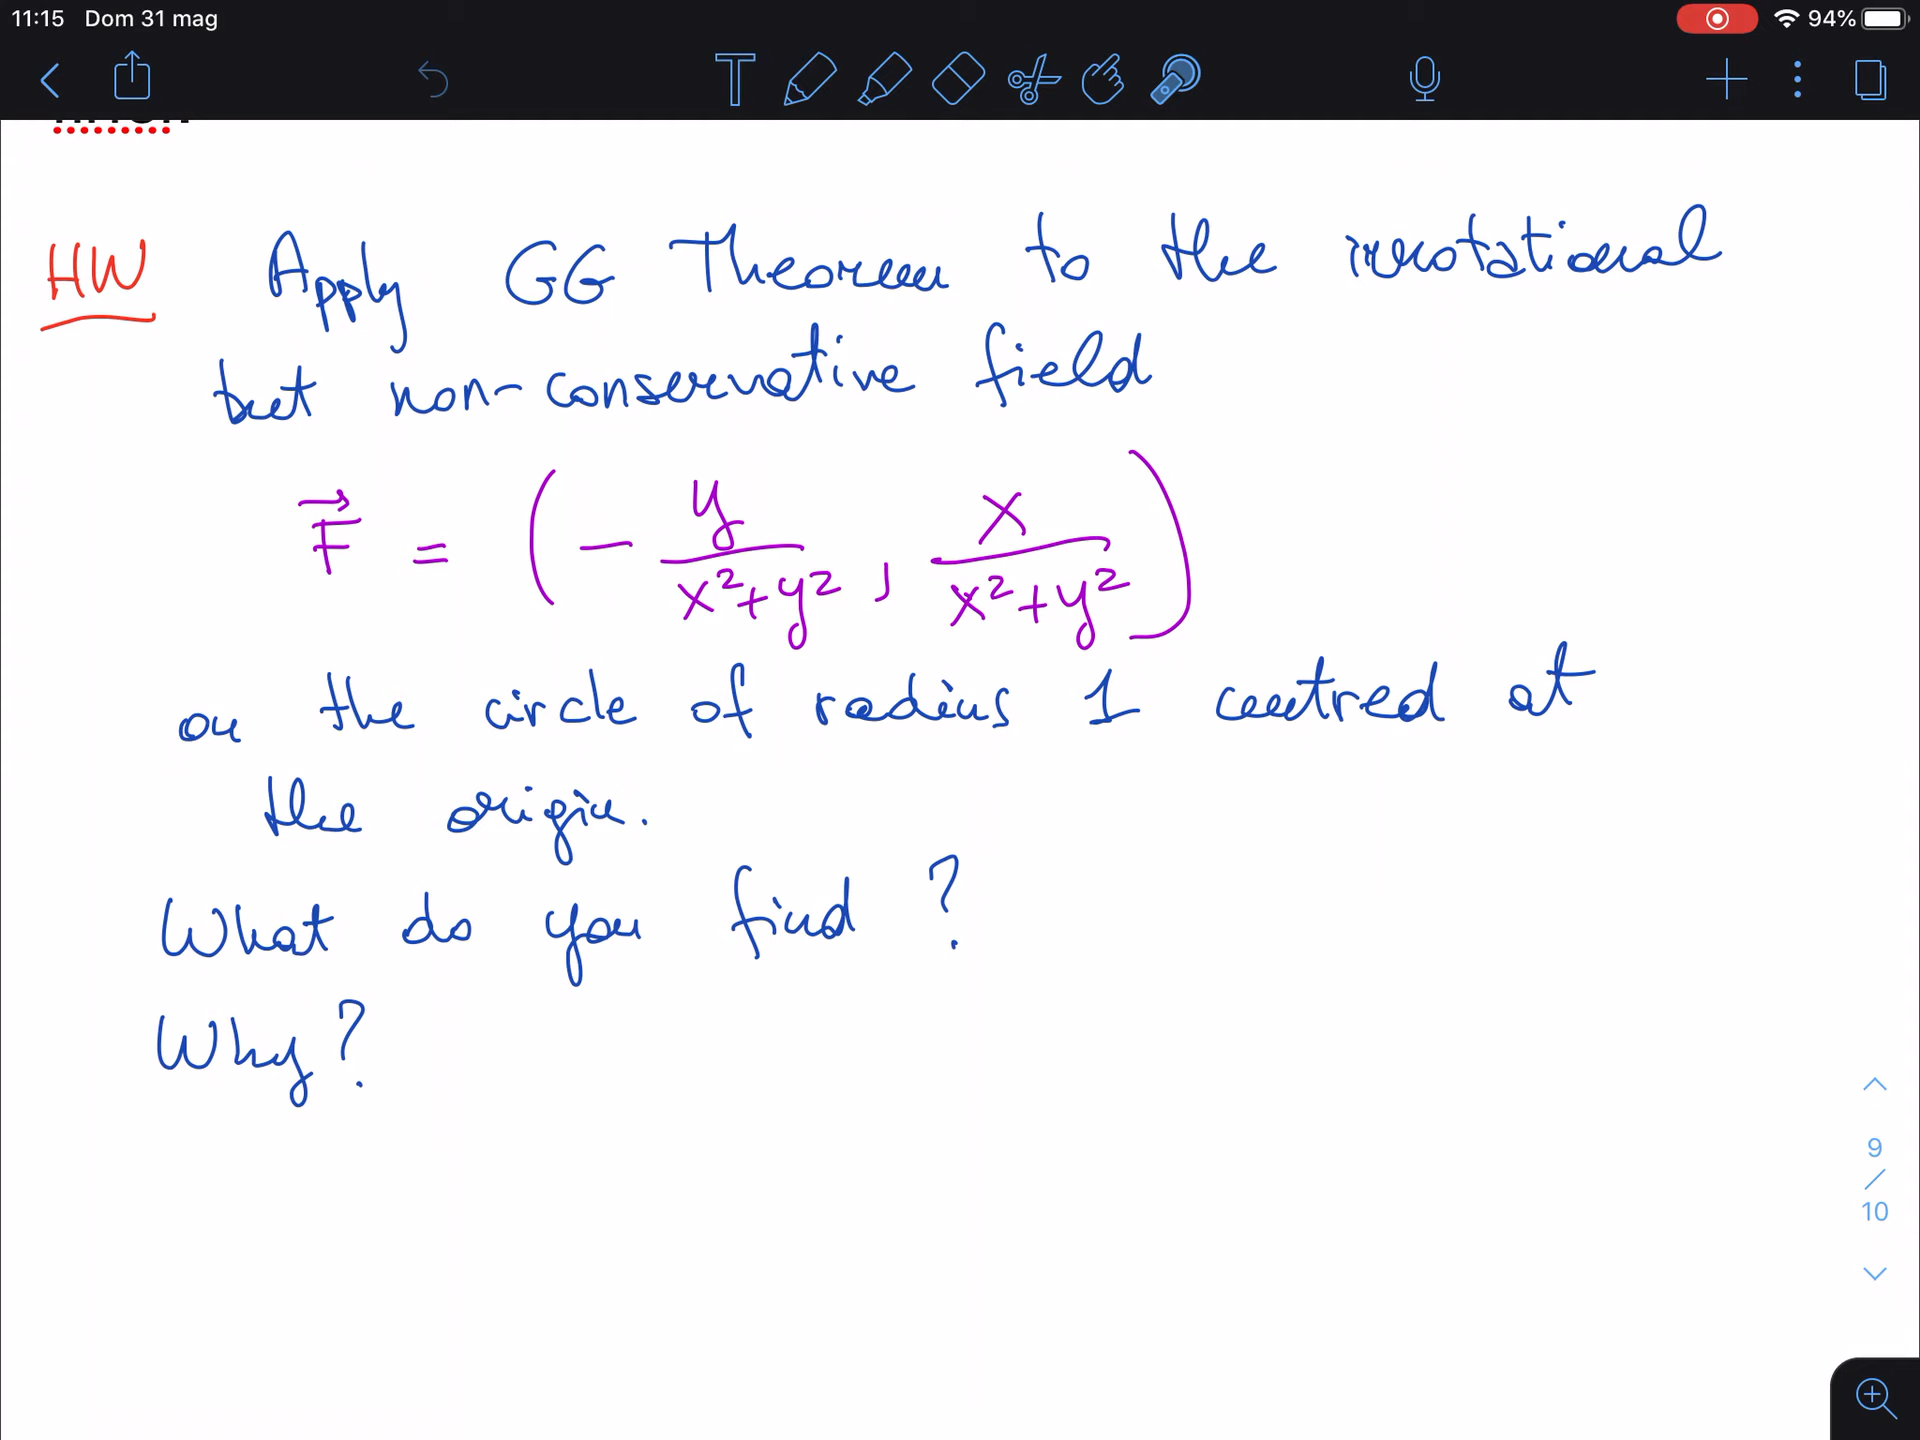 11:15 Dom 31 mag 94%
HW Apply GG Theorem to the irrotational
but non-conservative field
F⃗ = ( - y/(x²+y²) , x/(x²+y²) )
on the circle of radius 1 centred at
the origin.
What do you find ?
Why?
9
/
10